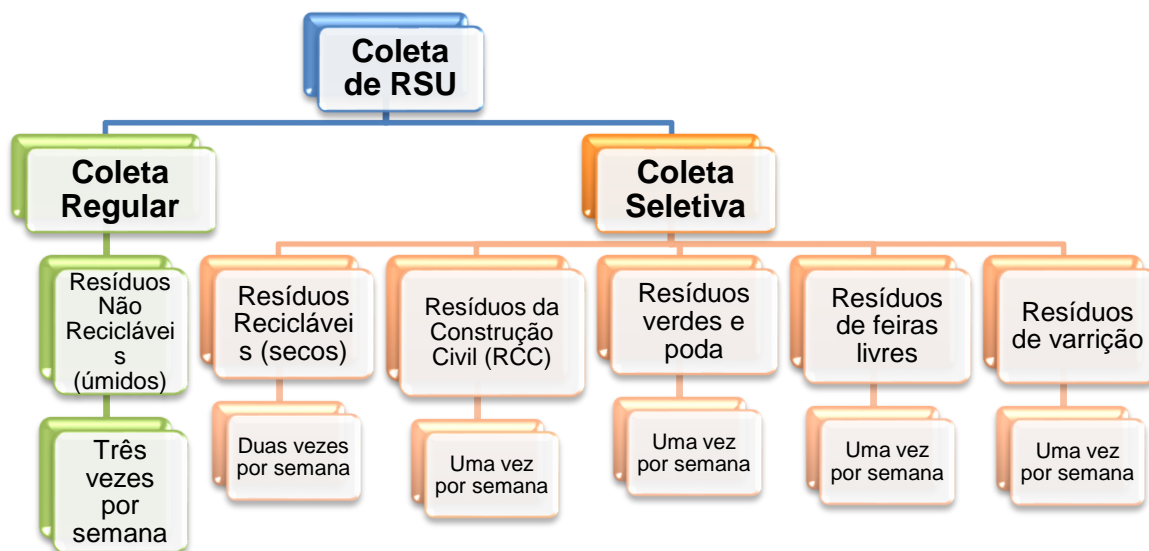 Coleta
de RSU
Coleta
Regular
Coleta
Seletiva
Resíduos
Não
Reciclávei
s
(úmidos)
Resíduos
Reciclávei
s (secos)
Resíduos da
Construção
Civil (RCC)
Resíduos
verdes e
poda
Resíduos
de feiras
livres
Resíduos
de varrição
Três
vezes
por
semana
Duas vezes
por semana
Uma vez
por semana
Uma vez
por semana
Uma vez
por semana
Uma vez
por semana